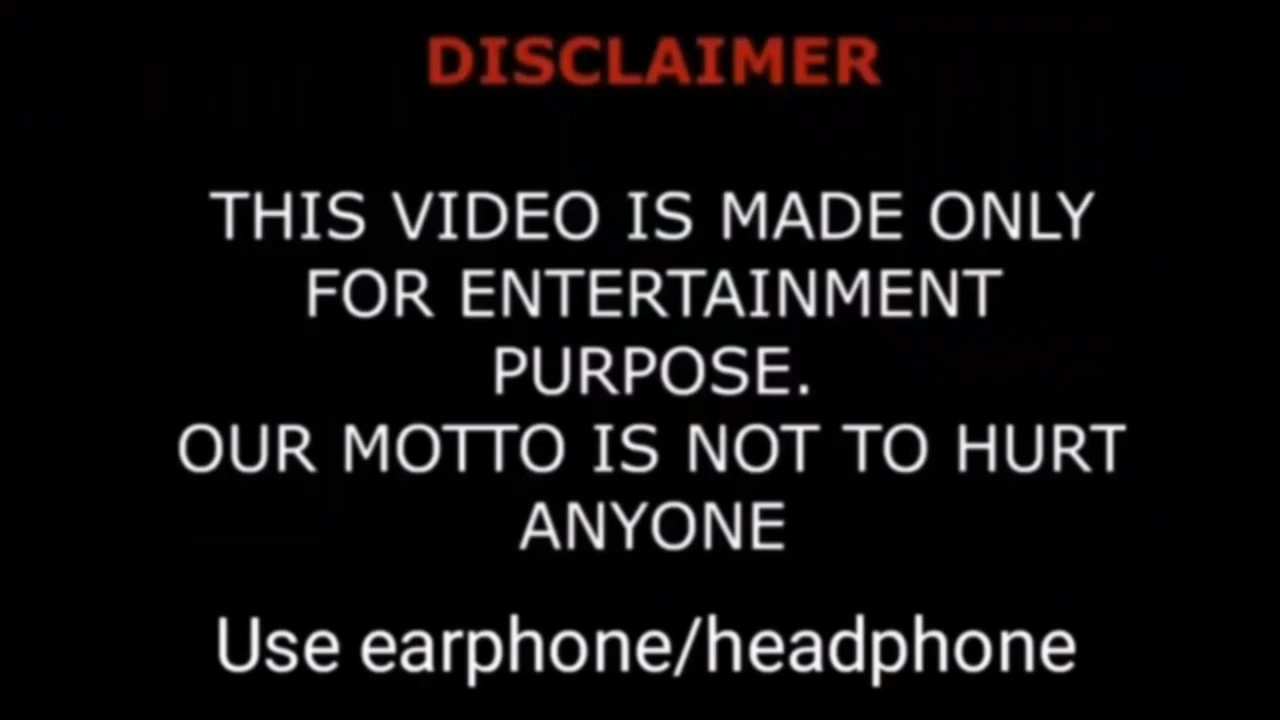 DISCLAIMER
THIS VIDEO IS MADE ONLY
FOR ENTERTAINMENT
PURPOSE.
OUR MOTTO IS NOT TO HURT
ANYONE
Use earphone/headphone